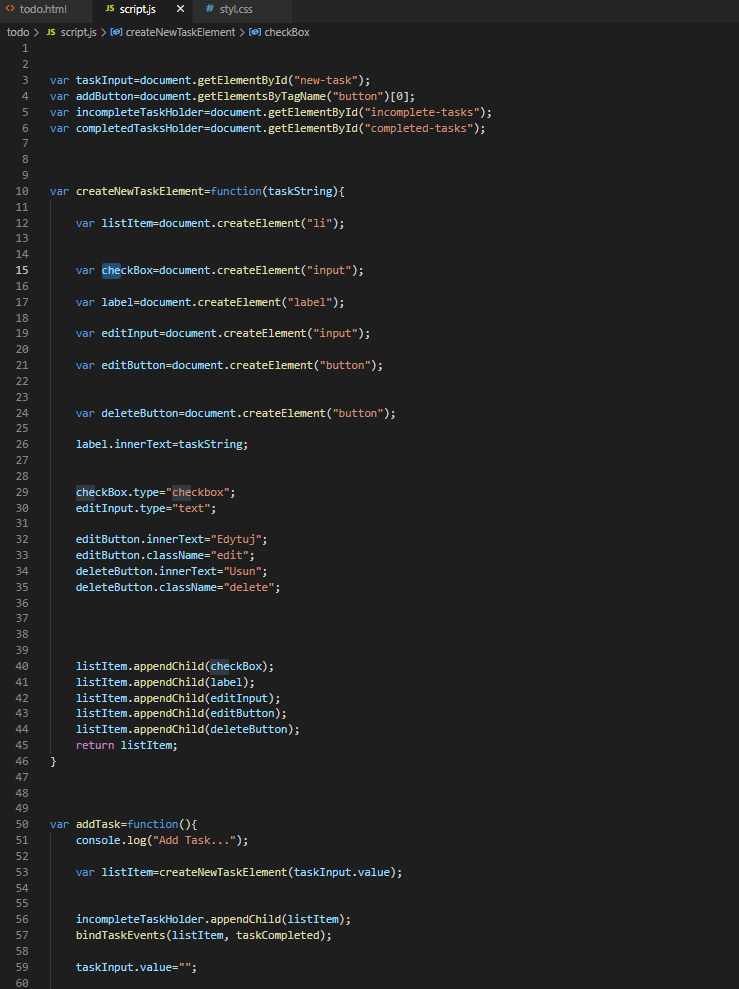 todo.html JS script.js × # styl.css
todo > JS script.js > createNewTaskElement > checkBox
1
2
3 var taskInput=document.getElementById("new-task");
4 var addButton=document.getElementsByTagName("button")[0];
5 var incompleteTaskHolder=document.getElementById("incomplete-tasks");
6 var completedTasksHolder=document.getElementById("completed-tasks");
7
8
9
10 var createNewTaskElement=function(taskString){
11
12 var listItem=document.createElement("li");
13
14
15 var checkBox=document.createElement("input");
16
17 var label=document.createElement("label");
18
19 var editInput=document.createElement("input");
20
21 var editButton=document.createElement("button");
22
23
24 var deleteButton=document.createElement("button");
25
26 label.innerText=taskString;
27
28
29 checkBox.type="checkbox";
30 editInput.type="text";
31
32 editButton.innerText="Edytuj";
33 editButton.className="edit";
34 deleteButton.innerText="Usun";
35 deleteButton.className="delete";
36
37
38
39
40 listItem.appendChild(checkBox);
41 listItem.appendChild(label);
42 listItem.appendChild(editInput);
43 listItem.appendChild(editButton);
44 listItem.appendChild(deleteButton);
45 return listItem;
46 }
47
48
49
50 var addTask=function(){
51 console.log("Add Task...");
52
53 var listItem=createNewTaskElement(taskInput.value);
54
55
56 incompleteTaskHolder.appendChild(listItem);
57 bindTaskEvents(listItem, taskCompleted);
58
59 taskInput.value="";
60